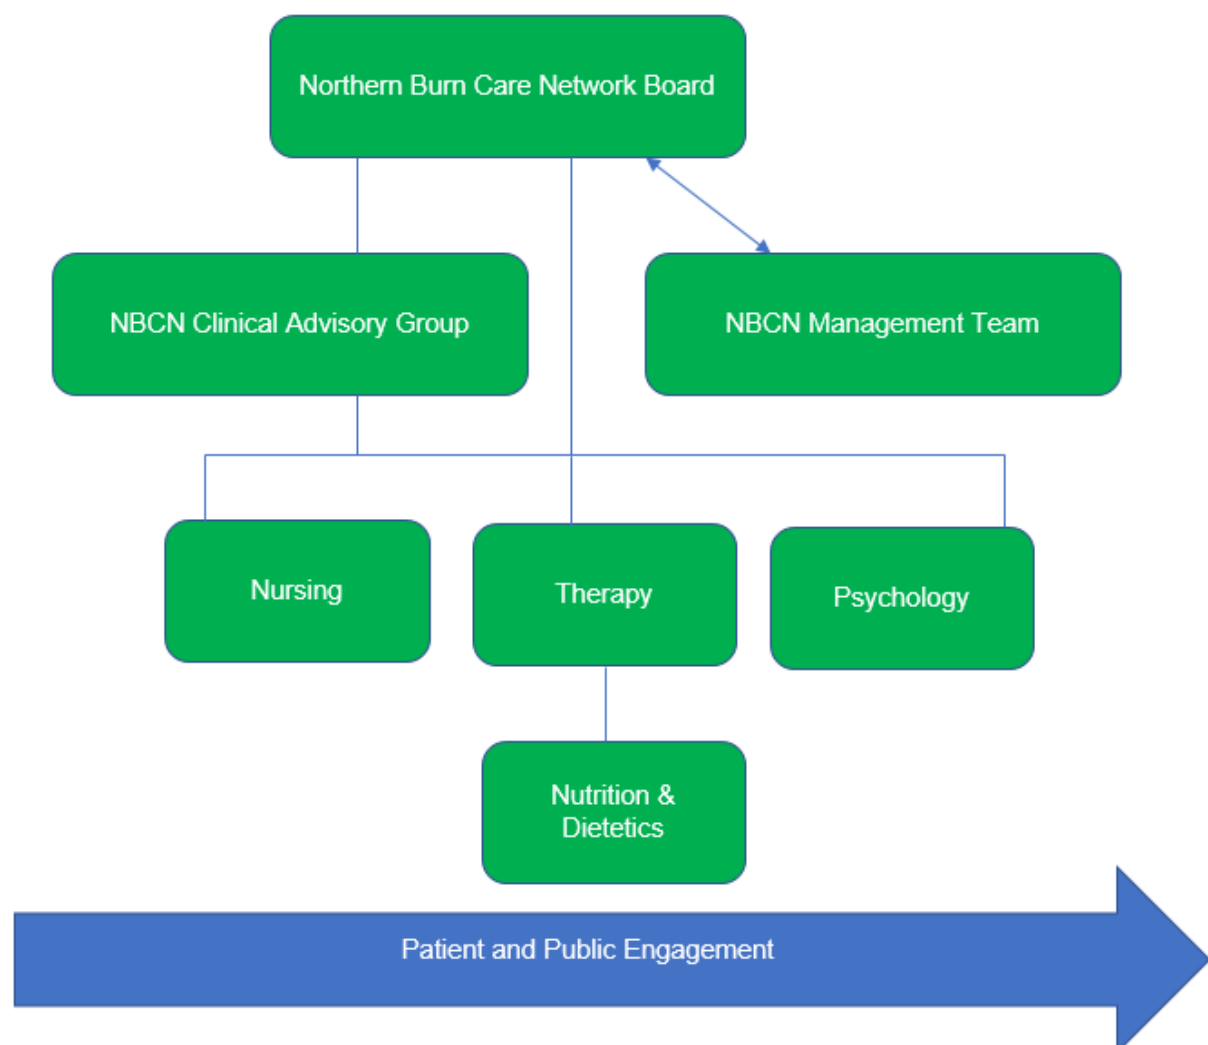 Northern Burn Care Network Board
NBCN Clinical Advisory Group
NBCN Management Team
Nursing
Therapy
Psychology
Nutrition &
Dietetics
Patient and Public Engagement